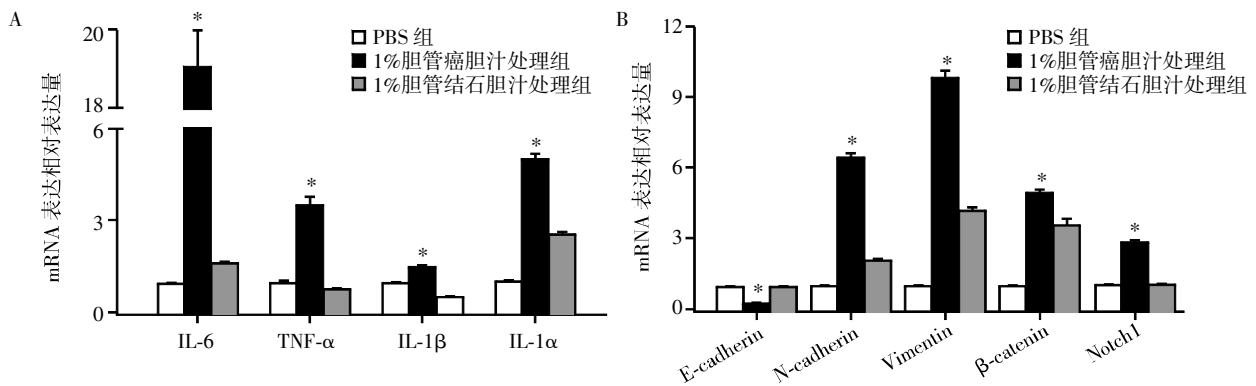 A
mRNA 表达相对表达量
20
18
6
3
0
*
*
*
*
PBS 组
1%胆管癌胆汁处理组
1%胆管结石胆汁处理组
IL-6
TNF-α
IL-1β
IL-1α
B
mRNA 表达相对表达量
12
9
6
3
0
*
*
*
*
*
PBS 组
1%胆管癌胆汁处理组
1%胆管结石胆汁处理组
E-cadherin
N-cadherin
Vimentin
β-catenin
Notch1